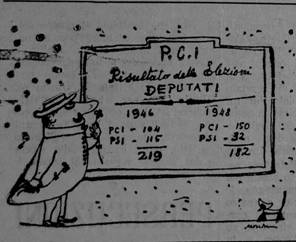 P.C.I
Risultato delle Elezioni
DEPUTATI
1946 1948
PCI - 104 PCI - 150
PSI - 115 PSI - 32
219 182